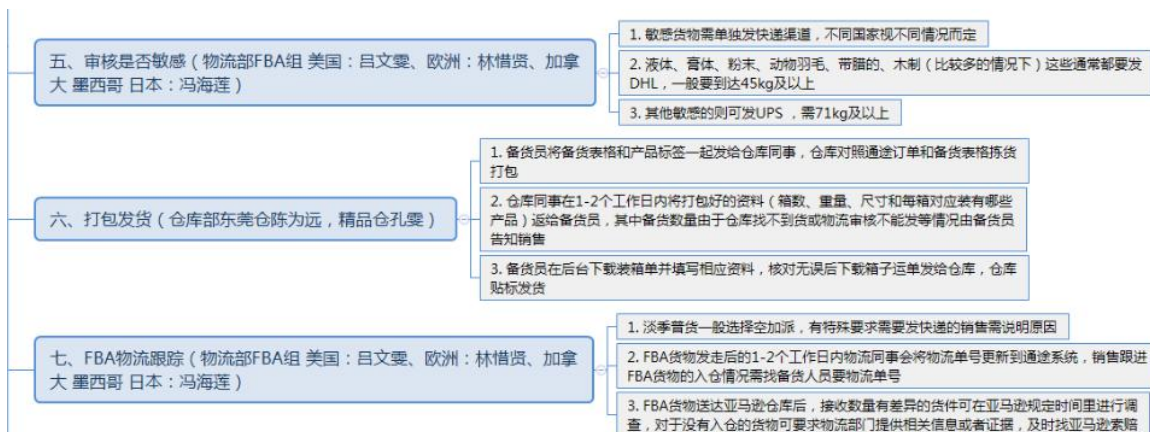 五、审核是否敏感（物流部FBA组 美国：吕文雯、欧洲：林惜贤、加拿
大 墨西哥 日本：冯海莲）
1. 敏感货物需单独发快递渠道，不同国家视不同情况而定
2. 液体、膏体、粉末、动物羽毛、带腊的、木制（比较多的情况下）这些通常都要发
DHL，一般要到达45kg及以上
3. 其他敏感的则可发UPS ，需71kg及以上
六、打包发货（仓库部东莞仓陈为远，精品仓孔雯）
1. 备货员将备货表格和产品标签一起发给仓库同事，仓库对照通途订单和备货表格拣货
打包
2. 仓库同事在1-2个工作日内将打包好的资料（箱数、重量、尺寸和每箱对应装有哪些
产品）返给备货员，其中备货数量由于仓库找不到货或物流审核不能发等情况由备货员
告知销售
3. 备货员在后台下载装箱单并填写相应资料，核对无误后下载箱子运单发给仓库，仓库
贴标发货
七、FBA物流跟踪（物流部FBA组 美国：吕文雯、欧洲：林惜贤、加拿
大 墨西哥 日本：冯海莲）
1. 淡季普货一般选择空加派，有特殊要求需要发快递的销售需说明原因
2. FBA货物发走后的1-2个工作日内物流同事会将物流单号更新到通途系统，销售跟进
FBA货物的入仓情况需找备货人员要物流单号
3. FBA货物送达亚马逊仓库后，接收数量有差异的货件可在亚马逊规定时间里进行调
查，对于没有入仓的货物可要求物流部门提供相关信息或者证据，及时找亚马逊索赔